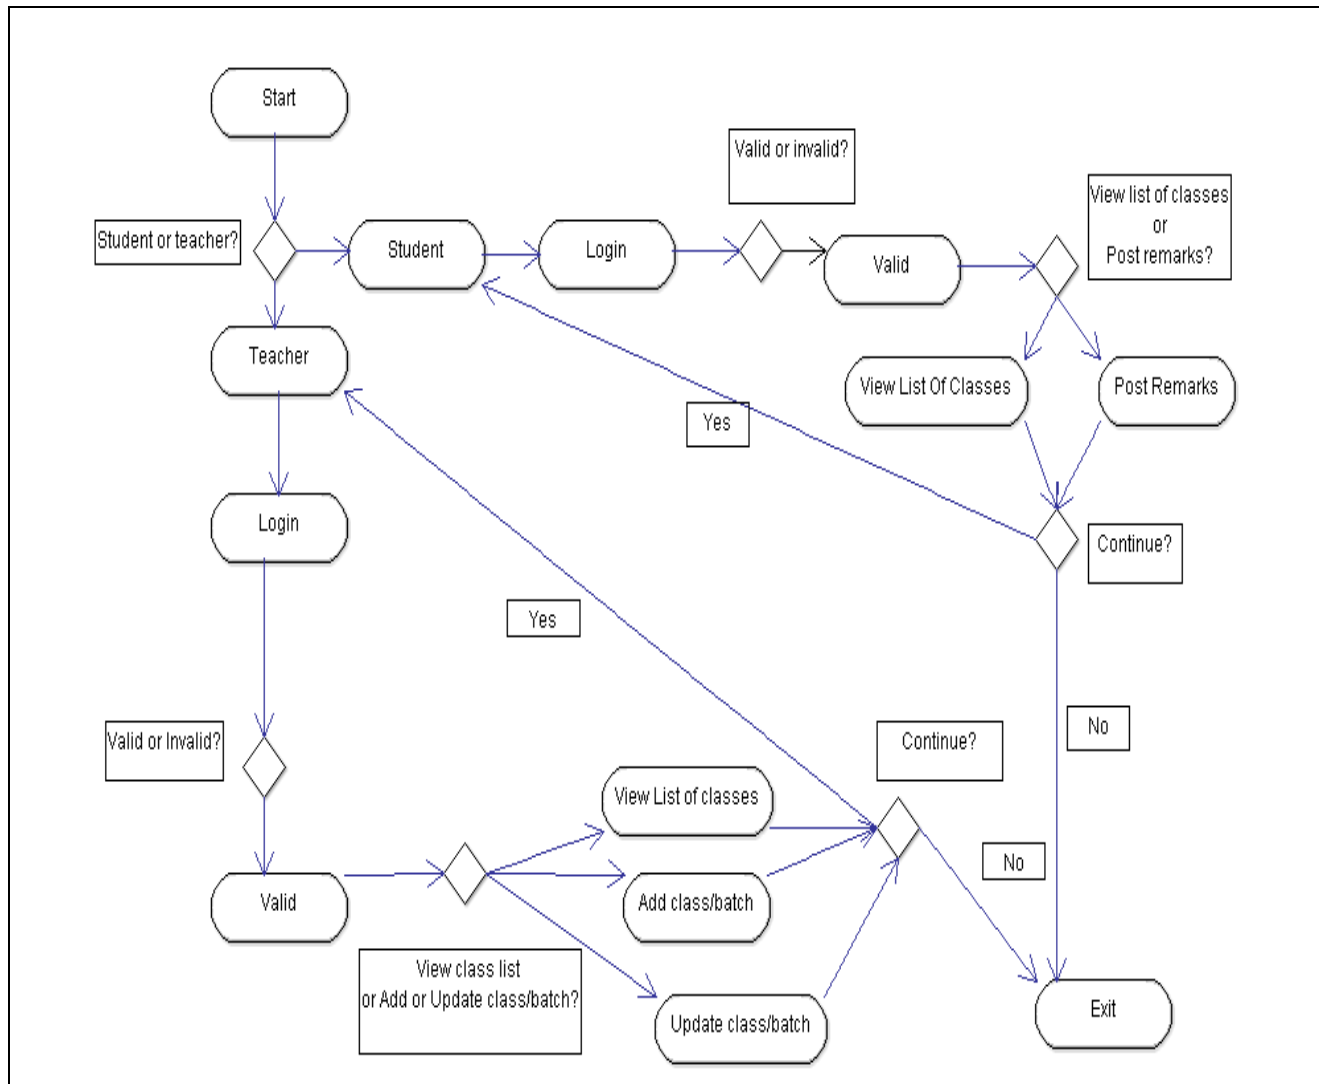 Start
Valid or invalid?
View list of classes
or
Post remarks?
Student or teacher?
Student
Login
Valid
Teacher
View List Of Classes
Post Remarks
Yes
Login
Continue?
Yes
No
Valid or Invalid?
Continue?
View List of classes
No
Valid
Add class/batch
View class list
or Add or Update class/batch?
Update class/batch
Exit